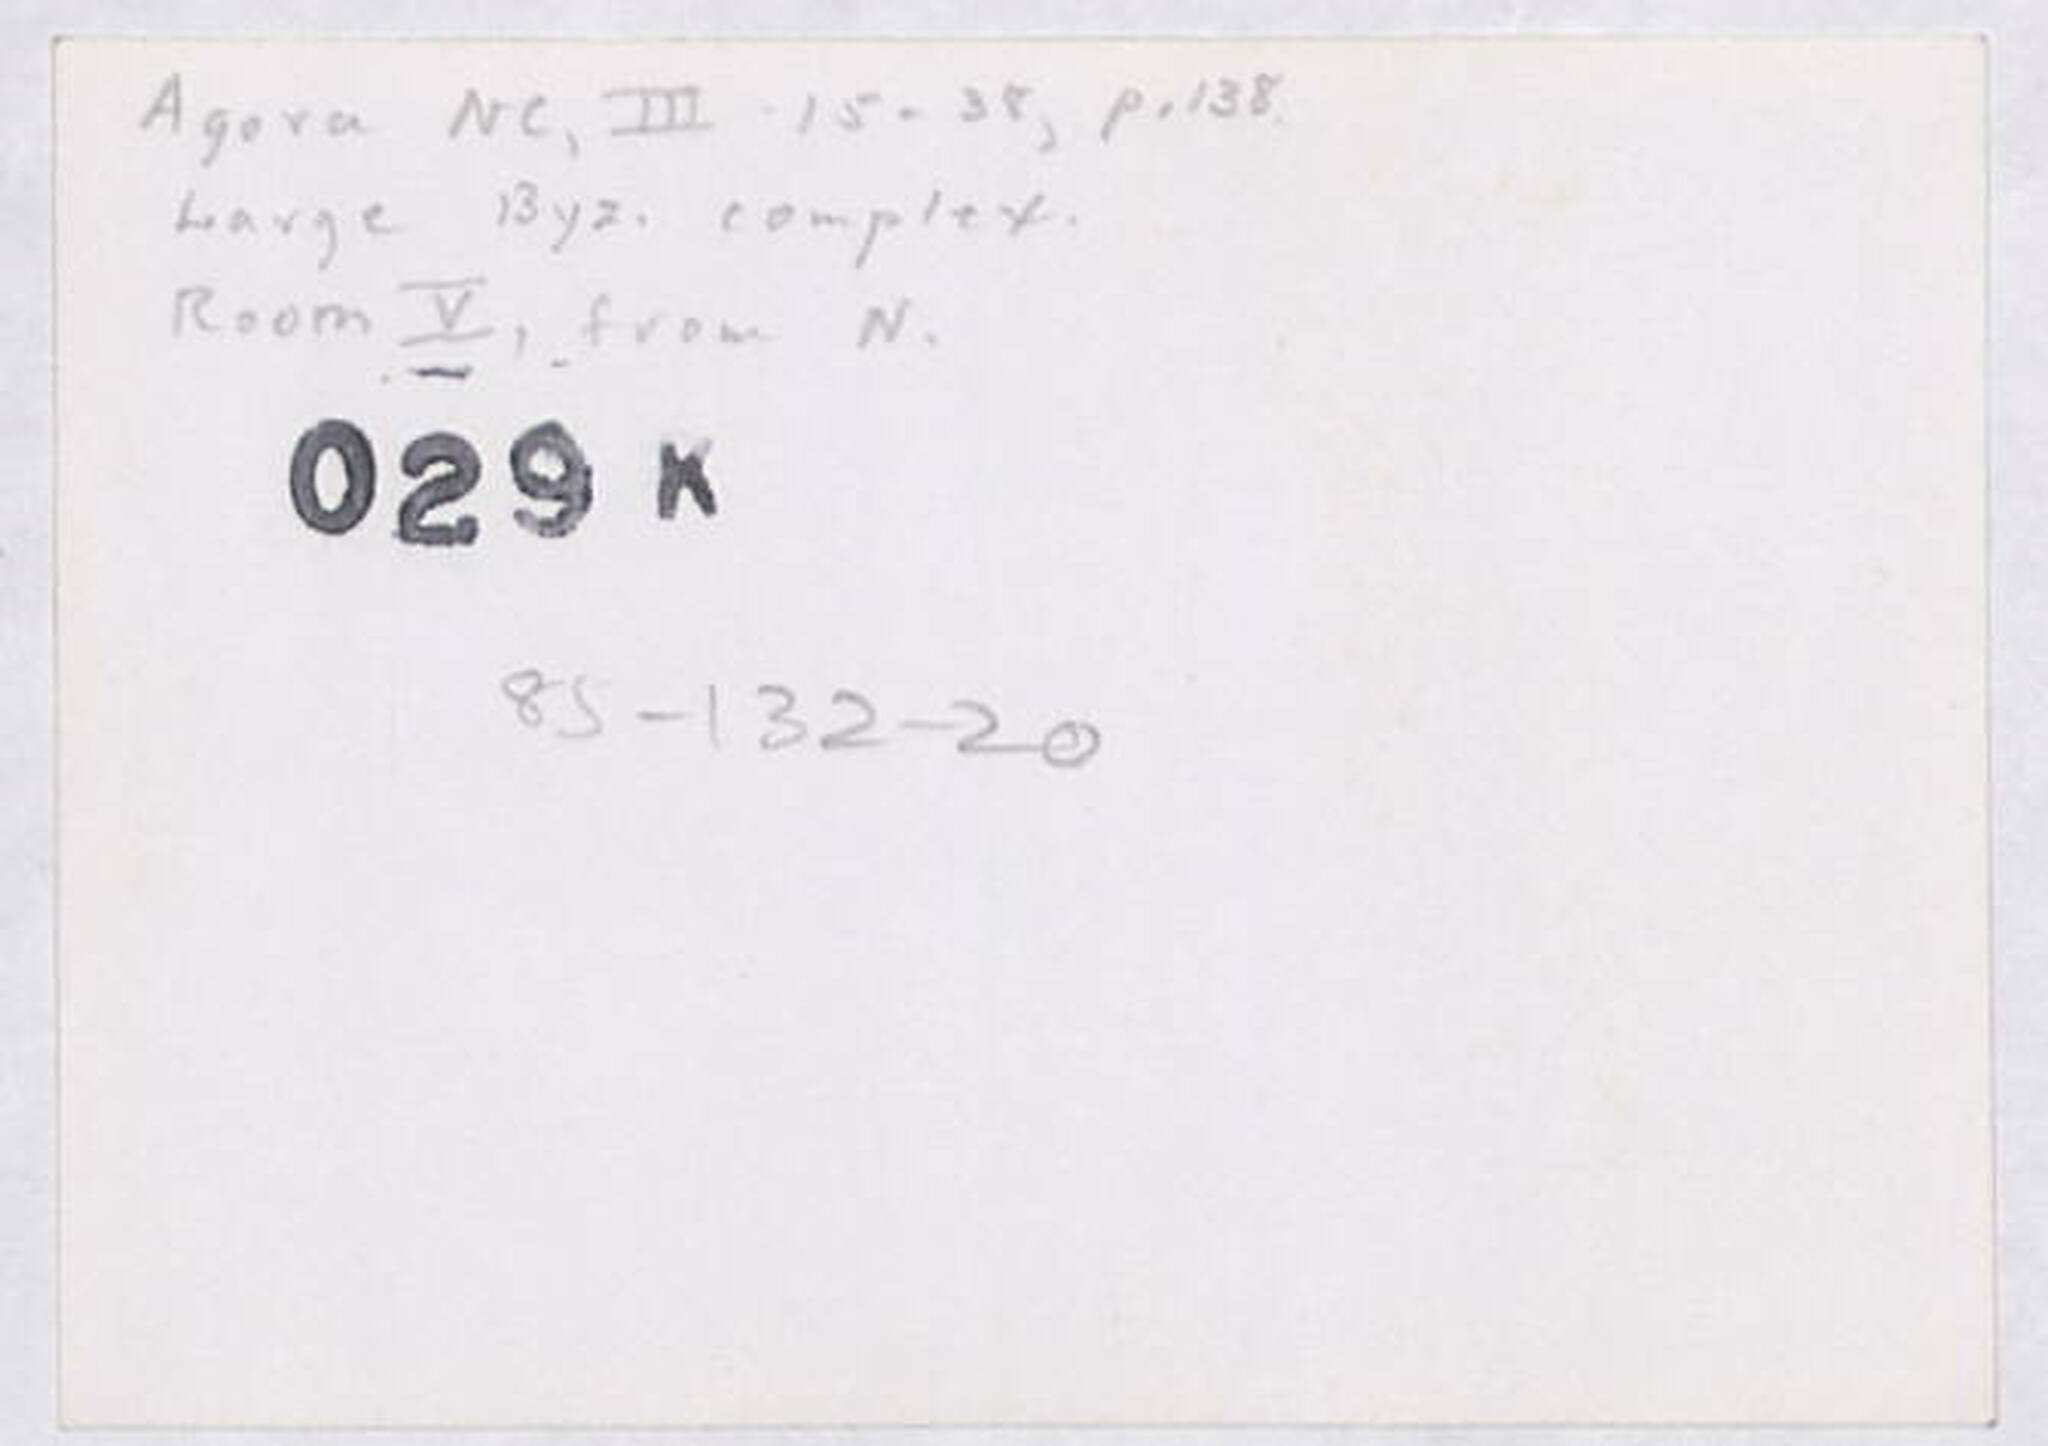 Agora NC, III-15-38, p.138.
Large Byz. complex.
Room V, from N.
029 K
85-132-20